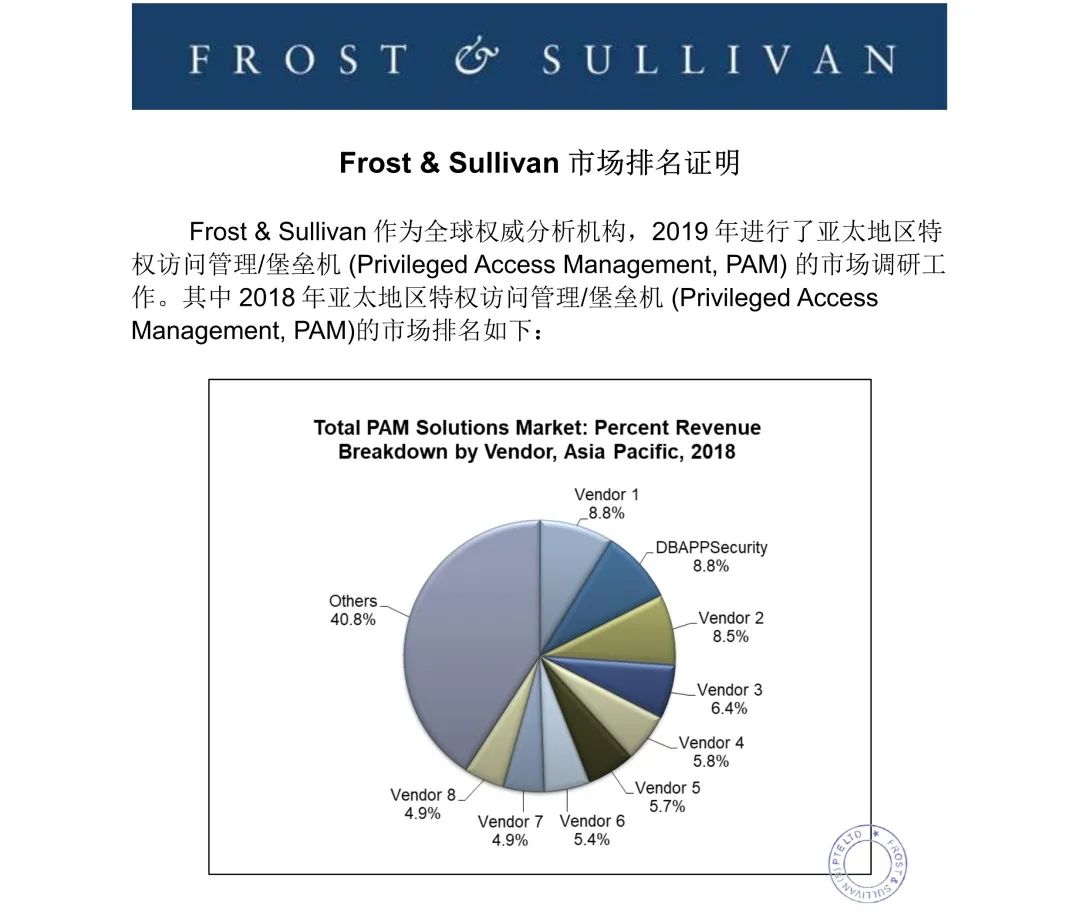 FROST & SULLIVAN
Frost & Sullivan 市场排名证明
Frost & Sullivan 作为全球权威分析机构，2019 年进行了亚太地区特
权访问管理/堡垒机 (Privileged Access Management, PAM) 的市场调研工
作。其中 2018 年亚太地区特权访问管理/堡垒机 (Privileged Access
Management, PAM)的市场排名如下：
Total PAM Solutions Market: Percent Revenue
Breakdown by Vendor, Asia Pacific, 2018
Vendor 1
8.8%
DBAPPSecurity
8.8%
Vendor 2
8.5%
Vendor 3
6.4%
Vendor 4
5.8%
Vendor 5
5.7%
Vendor 6
5.4%
Vendor 7
4.9%
Vendor 8
4.9%
Others
40.8%
FROST & SULLIVAN (S) PTE LTD